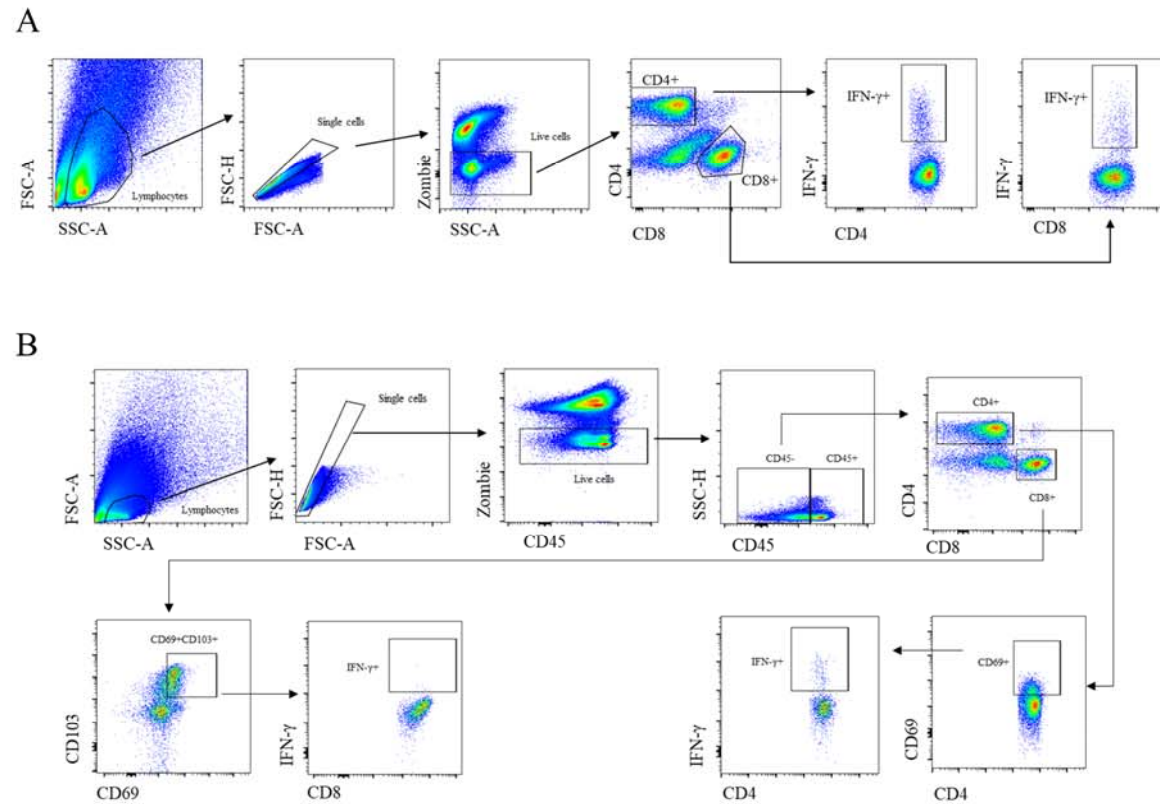 A
FSC-A
SSC-A
Lymphocytes
FSC-H
FSC-A
Single cells
Zombie
SSC-A
Live cells
CD4
CD8
CD4+
CD8+
IFN-γ
CD4
IFN-γ+
IFN-γ
CD8
IFN-γ+
B
FSC-A
SSC-A
Lymphocytes
FSC-H
FSC-A
Single cells
Zombie
CD45
Live cells
SSC-H
CD45
CD45-
CD45+
CD4
CD8
CD4+
CD8+
CD103
CD69
CD69+CD103+
IFN-γ
CD8
IFN-γ+
IFN-γ
CD4
IFN-γ+
CD69
CD4
CD69+